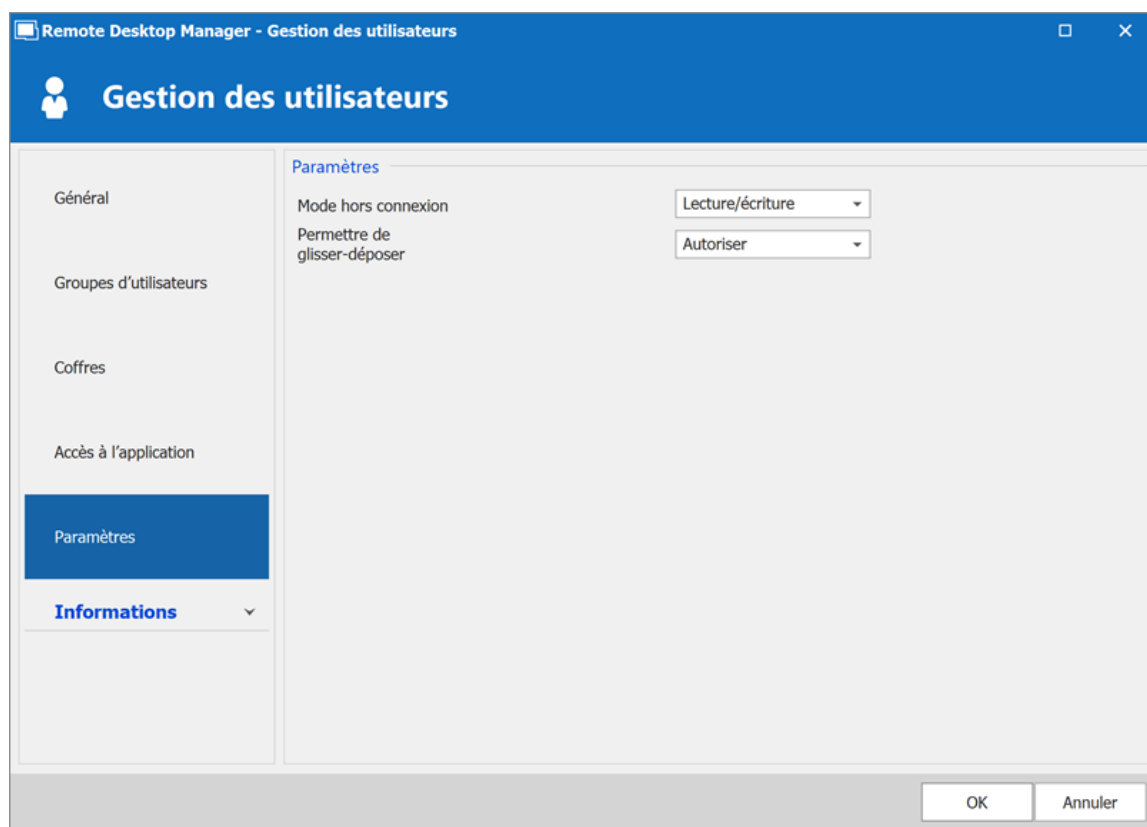 Remote Desktop Manager - Gestion des utilisateurs
Gestion des utilisateurs
Général
Groupes d’utilisateurs
Coffres
Accès à l’application
Paramètres
Informations
Paramètres
Mode hors connexion
Lecture/écriture
Permettre de
glisser-déposer
Autoriser
OK
Annuler